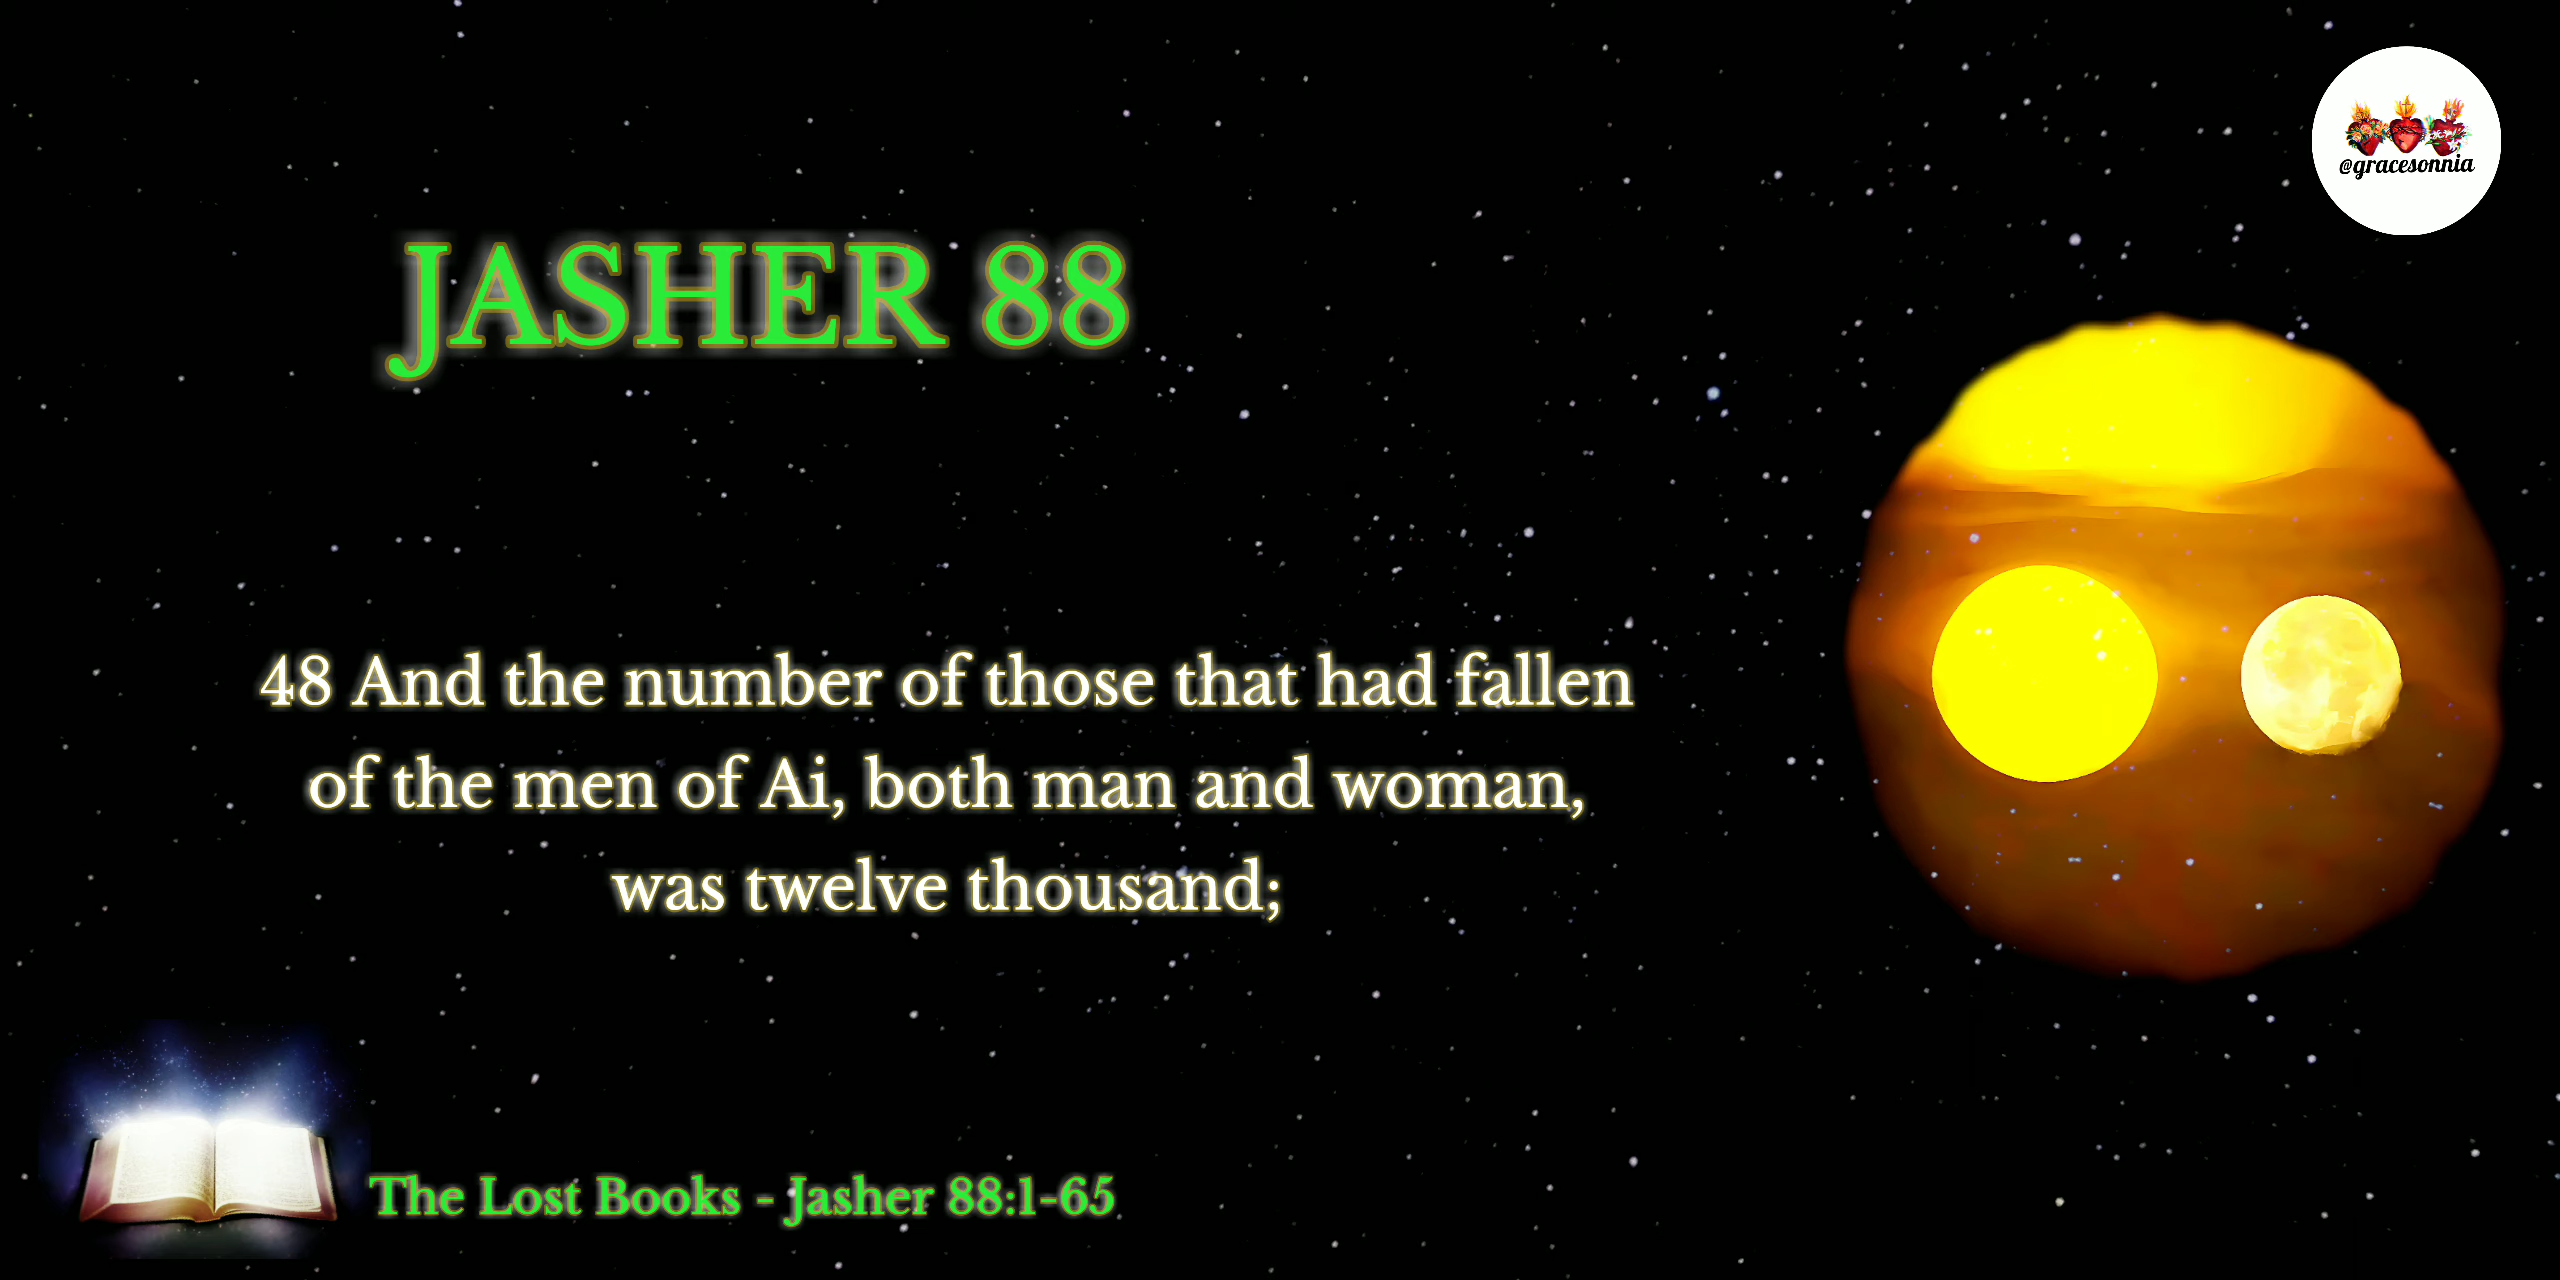 @gracesonnia
JASHER 88
48 And the number of those that had fallen
of the men of Ai, both man and woman,
was twelve thousand;
The Lost Books - Jasher 88:1-65